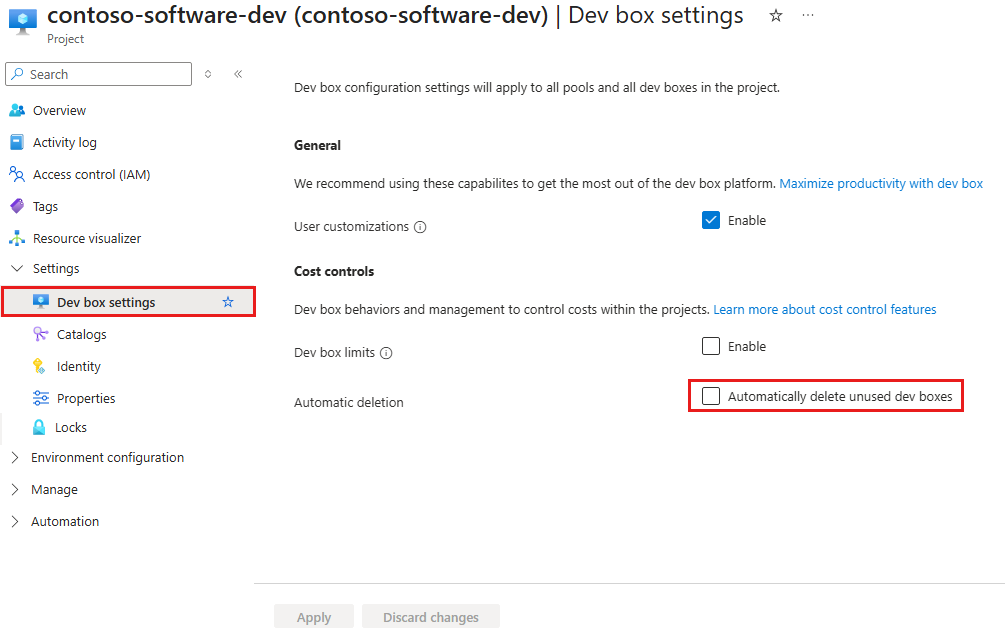 contoso-software-dev (contoso-software-dev) | Dev box settings
Project
Search
Overview
Activity log
Access control (IAM)
Tags
Resource visualizer
Settings
Dev box settings
Catalogs
Identity
Properties
Locks
Environment configuration
Manage
Automation
Dev box configuration settings will apply to all pools and all dev boxes in the project.
General
We recommend using these capabilites to get the most out of the dev box platform. Maximize productivity with dev box
User customizations
Enable
Cost controls
Dev box behaviors and management to control costs within the projects. Learn more about cost control features
Dev box limits
Enable
Automatic deletion
Automatically delete unused dev boxes
Apply
Discard changes